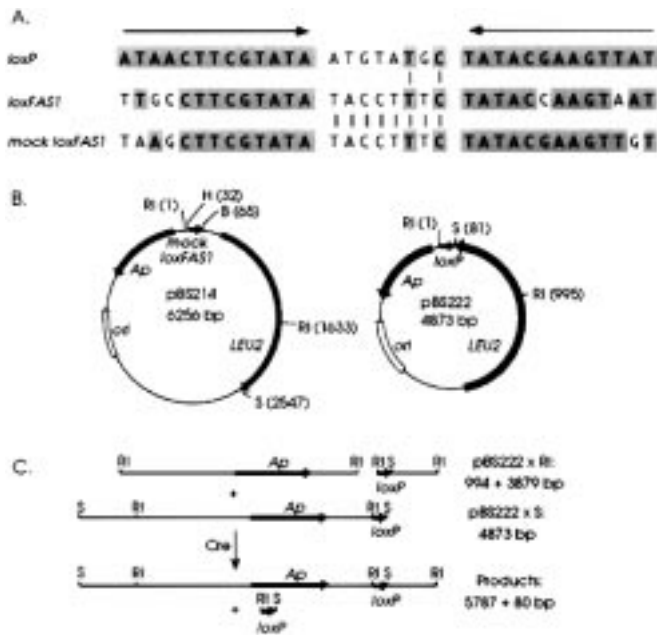 A.
loxP ATAACTTCGTATA ATGTATGC TATACGAAGTTAT
loxFAS1 TTGCCTTCGTATA TACCTTTC TATACCAAGTAAT
mock loxFAS1 TAAGCTTCGTATA TACCTTTC TATACGAAGTTGT
B.
H (32)
RI (1)
B (65)
mock
loxFAS1
Ap
pBS214
6256 bp
RI (1633)
ori
LEU2
S (2547)
RI (1)
S (81)
loxP
Ap
RI (995)
pBS222
4873 bp
ori
LEU2
C.
RI Ap RI RI S RI
loxP
pBS222 x RI:
994 + 3879 bp
+
S RI Ap RI S
loxP
pBS222 x S
4873 bp
Cre
S RI Ap RI S RI
loxP
Products:
5787 + 80 bp
+
RI S
loxP